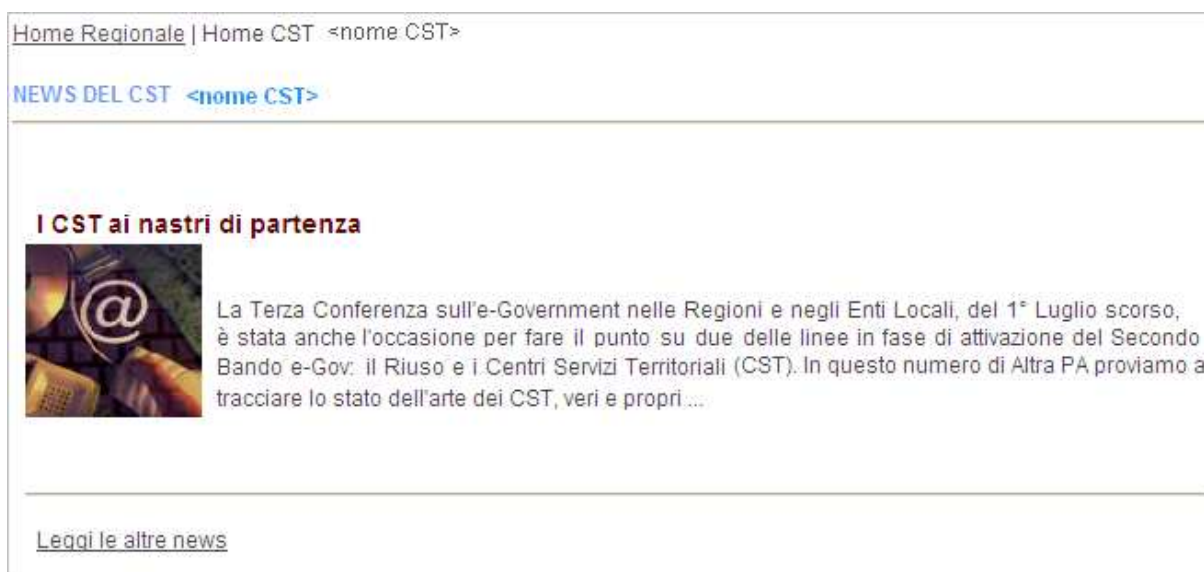 Home Regionale | Home CST <nome CST>
NEWS DEL CST <nome CST>
I CST ai nastri di partenza
@
La Terza Conferenza sull'e-Government nelle Regioni e negli Enti Locali, del 1° Luglio scorso,
è stata anche l'occasione per fare il punto su due delle linee in fase di attivazione del Secondo
Bando e-Gov: il Riuso e i Centri Servizi Territoriali (CST). In questo numero di Altra PA proviamo a
tracciare lo stato dell'arte dei CST, veri e propri ...
Leggi le altre news